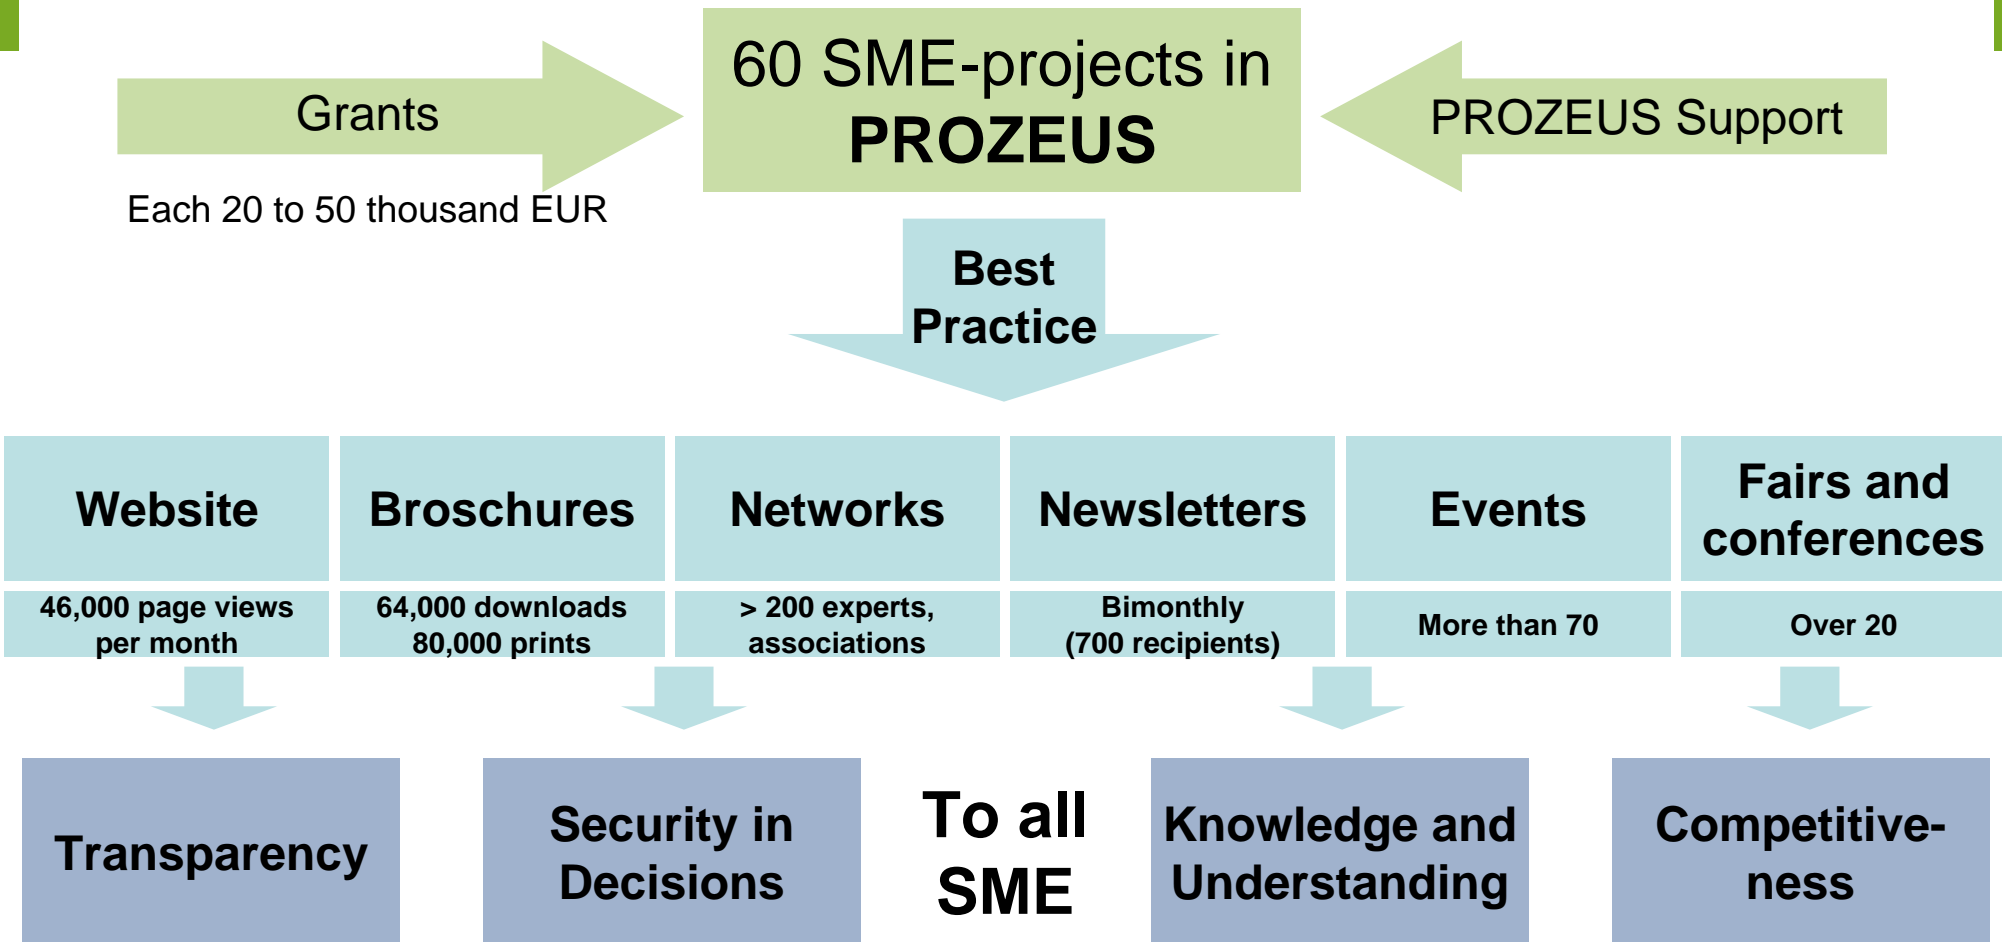 60 SME-projects in
PROZEUS
Grants
PROZEUS Support
Each 20 to 50 thousand EUR
Best
Practice
Website
Broschures
Networks
Newsletters
Events
Fairs and
conferences
46,000 page views
per month
64,000 downloads
80,000 prints
> 200 experts,
associations
Bimonthly
(700 recipients)
More than 70
Over 20
Transparency
Security in
Decisions
To all
SME
Knowledge and
Understanding
Competitive-
ness